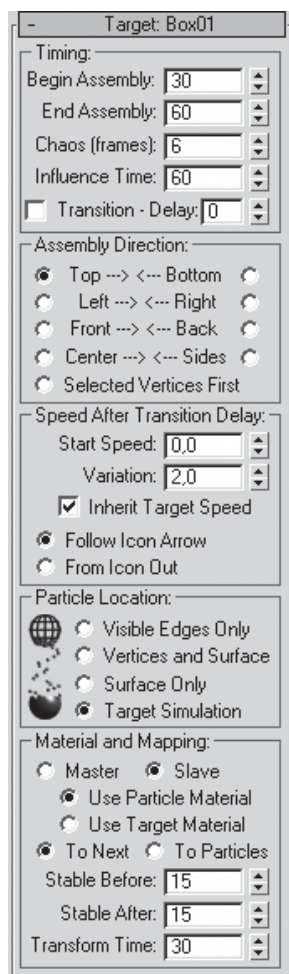 - Target: Box01
Timing:
Begin Assembly: 30
End Assembly: 60
Chaos (frames): 6
Influence Time: 60
Transition - Delay: 0
Assembly Direction:
Top ---> <--- Bottom
Left ---> <--- Right
Front ---> <--- Back
Center ---> <--- Sides
Selected Vertices First
Speed After Transition Delay:
Start Speed: 0,0
Variation: 2,0
Inherit Target Speed
Follow Icon Arrow
From Icon Out
Particle Location:
Visible Edges Only
Vertices and Surface
Surface Only
Target Simulation
Material and Mapping:
Master Slave
Use Particle Material
Use Target Material
To Next To Particles
Stable Before: 15
Stable After: 15
Transform Time: 30